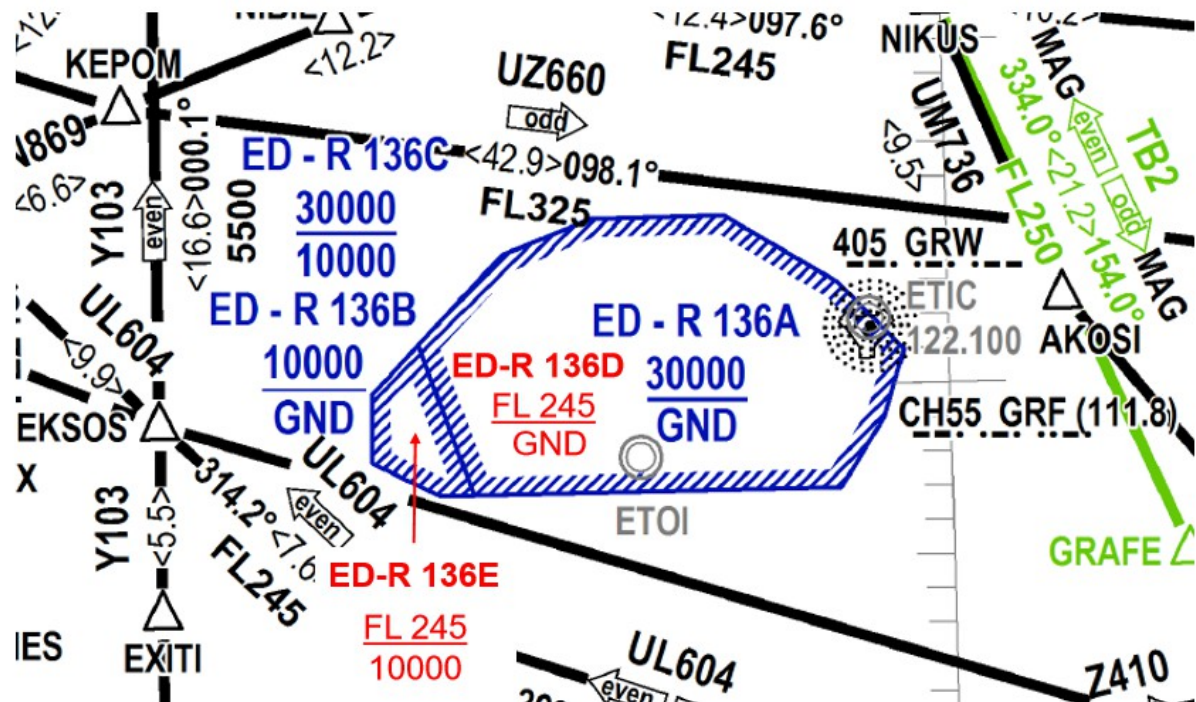 <12.4>097.6°
FL245
<12.2>
KEPOM
NIKUS
UZ660
odd
<42.9>098.1°
FL325
<6.6>
Y103
even
<16.6>000.1°
5500
ED - R 136C
30000
10000
ED - R 136B
10000
GND
ED - R 136A
30000
GND
ED-R 136D
FL 245
GND
UM736
<9.5>
FL250
MAG
334.0°<21.2>154.0°
even
odd
TB2
MAG
405 GRW
ETIC
122.100
AKOSI
CH55 GRF (111.8)
UL604
<9.9>
EKSOS
X
UL604
even
314.2°<7.6
FL245
Y103
<5.5>
ETOI
GRAFE
ED-R 136E
FL 245
10000
EXITI
UL604
even
Z410